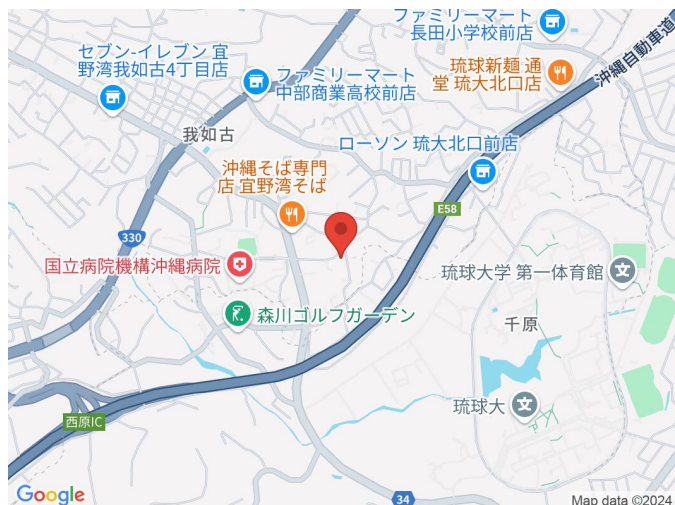 ファミリーマート
長田小学校前店
セブン-イレブン 宜
野湾我如古4丁目店
ファミリーマート
中部商業高校前店
琉球新麺 通
堂 琉大北口店
沖縄自動車道
我如古
ローソン 琉大北口前店
沖縄そば専門
店 宜野湾そば
E58
330
国立病院機構沖縄病院
琉球大学 第一体育館
森川ゴルフガーデン
千原
琉球大
西原IC
34
Google
Map data ©2024